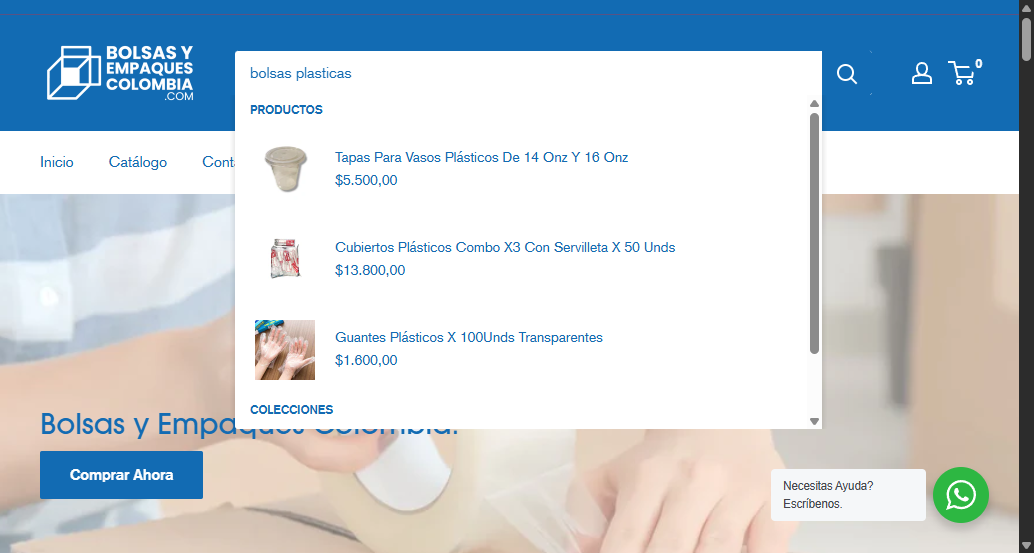 BOLSAS Y
EMPAQUES
COLOMBIA
.COM
bolsas plasticas
0
PRODUCTOS
Tapas Para Vasos Plásticos De 14 Onz Y 16 Onz
$5.500,00
Cubiertos Plásticos Combo X3 Con Servilleta X 50 Unds
$13.800,00
Guantes Plásticos X 100Unds Transparentes
$1.600,00
COLECCIONES
Inicio
Catálogo
Cont
Bolsas y Empaques Colombia.
Comprar Ahora
Necesitas Ayuda?
Escríbenos.